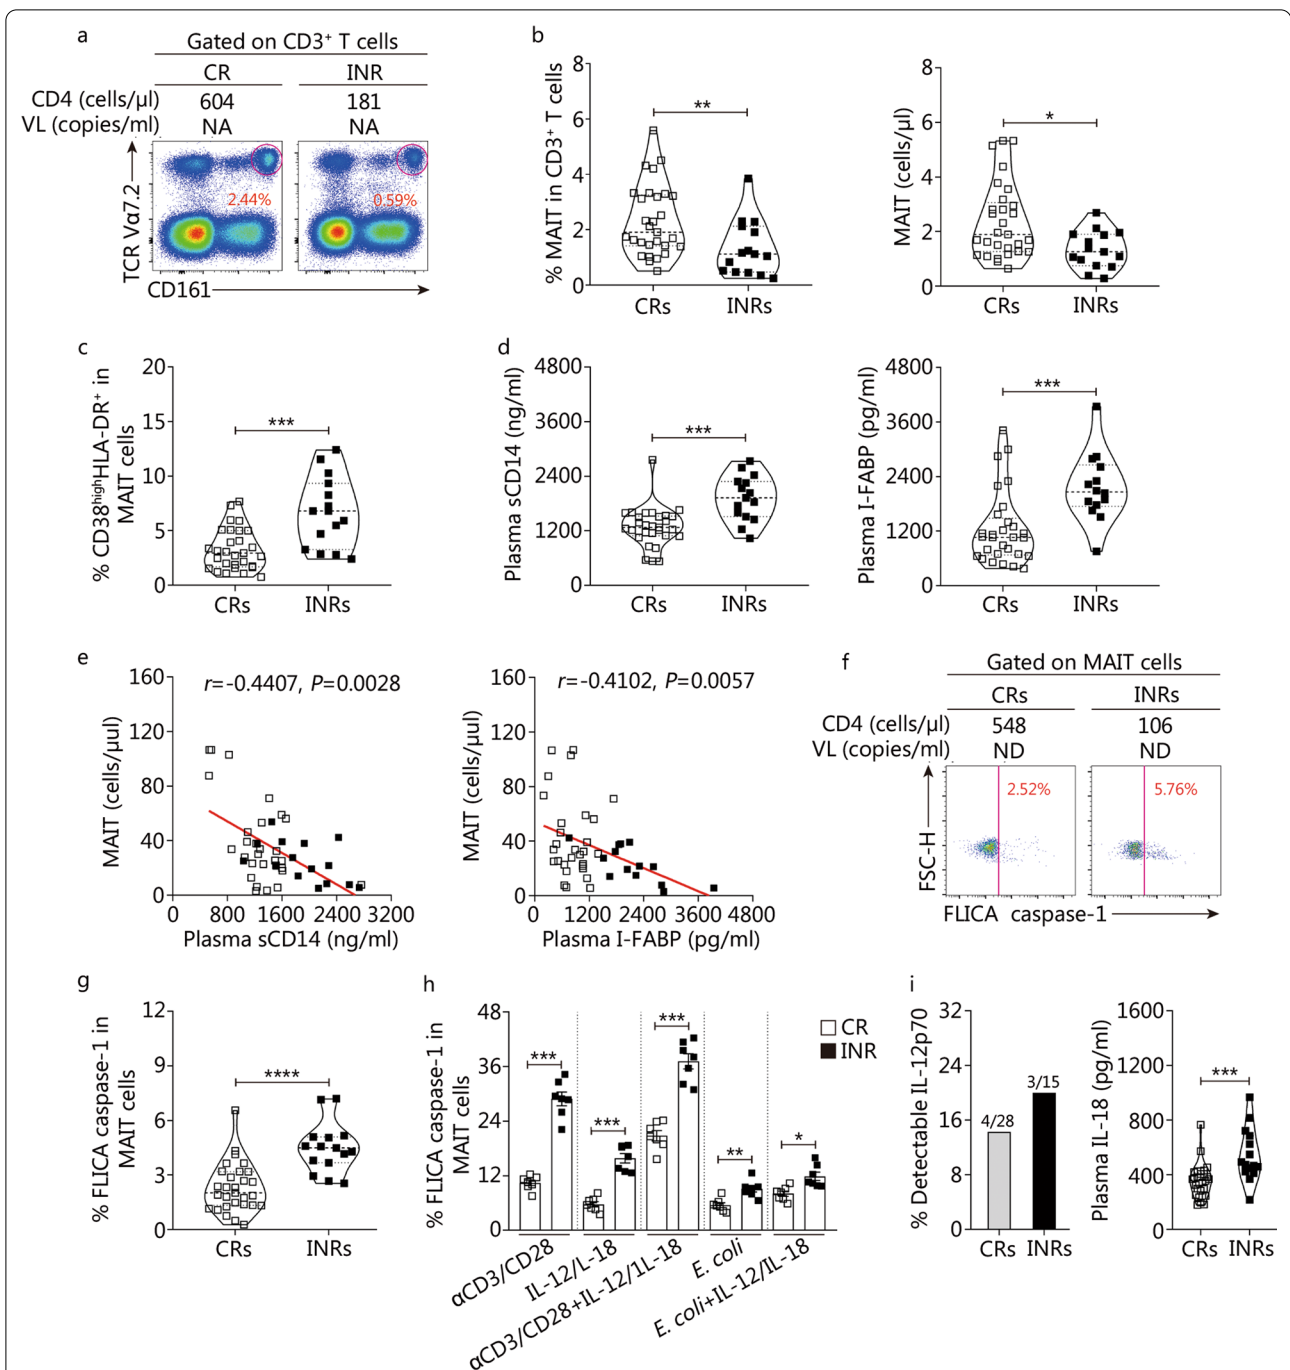 a
Gated on CD3⁺ T cells
CR INR
CD4 (cells/μl) 604 181
VL (copies/ml) NA NA
TCR Vα7.2
2.44% 0.59%
CD161
b
% MAIT in CD3⁺ T cells
8
6
4
2
0
**
CRs INRs
MAIT (cells/μl)
8
6
4
2
0
*
CRs INRs
c
% CD38ʰⁱᵍʰHLA-DR⁺ in
MAIT cells
20
15
10
5
0
***
CRs INRs
d
Plasma sCD14 (ng/ml)
4800
3600
2400
1200
0
***
CRs INRs
Plasma I-FABP (pg/ml)
4800
3600
2400
1200
0
***
CRs INRs
e
MAIT (cells/μul)
160
120
80
40
0
r=-0.4407, P=0.0028
0 800 1600 2400 3200
Plasma sCD14 (ng/ml)
MAIT (cells/μul)
160
120
80
40
0
r=-0.4102, P=0.0057
0 1200 2400 3600 4800
Plasma I-FABP (pg/ml)
f
Gated on MAIT cells
CRs INRs
CD4 (cells/μl) 548 106
VL (copies/ml) ND ND
FSC-H
2.52% 5.76%
FLICA caspase-1
g
% FLICA caspase-1 in
MAIT cells
12
9
6
3
0
****
CRs INRs
h
% FLICA caspase-1 in
MAIT cells
48
36
24
12
0
*** *** *** ** *
CR
INR
αCD3/CD28
IL-12/L-18
αCD3/CD28+IL-12/1L-18
E. coli
E. coli+IL-12/IL-18
i
% Detectable IL-12p70
32
24
16
8
0
4/28 3/15
CRs INRs
Plasma IL-18 (pg/ml)
1600
1200
800
400
0
***
CRs INRs